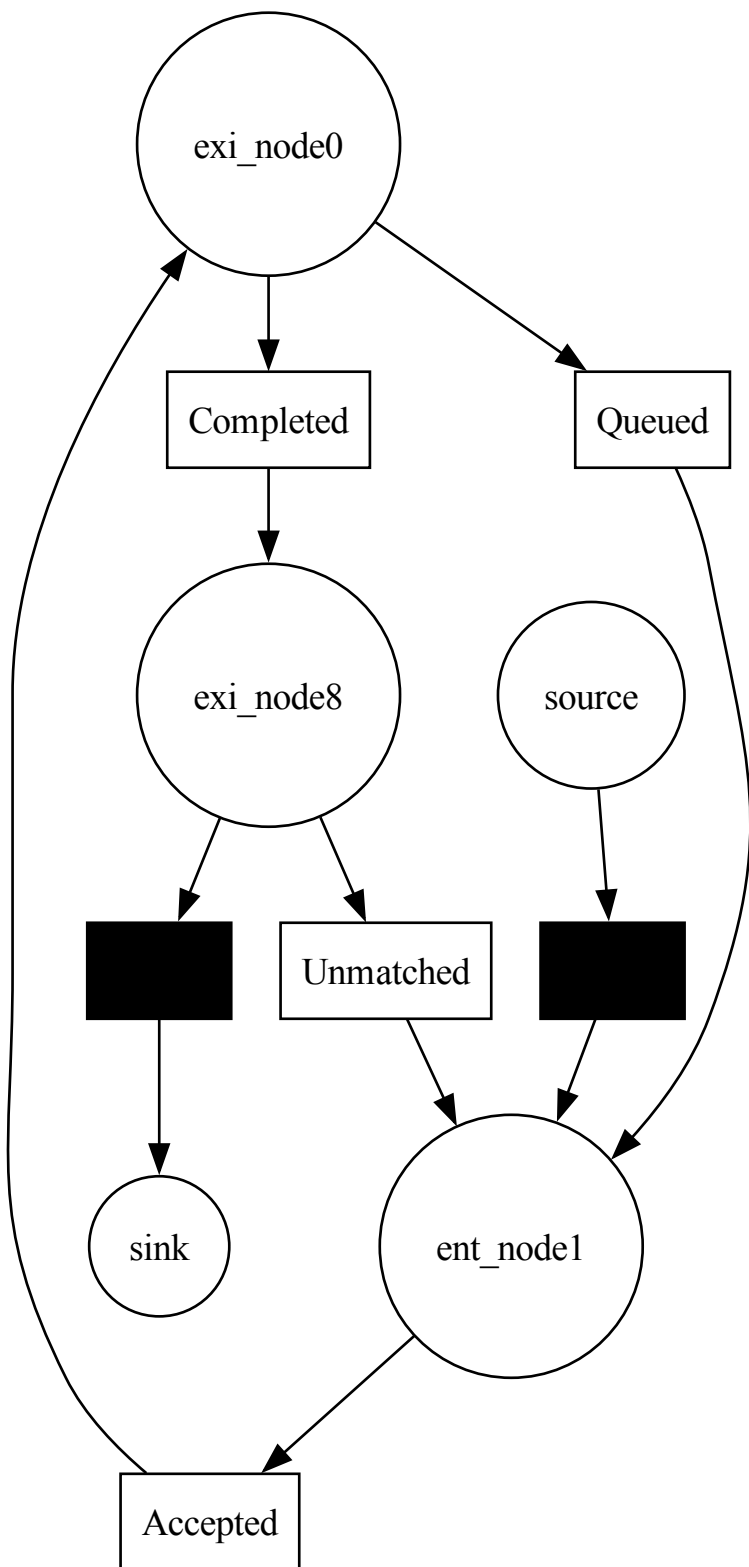 exi_node0
Completed
Queued
exi_node8
source
Unmatched
sink
ent_node1
Accepted